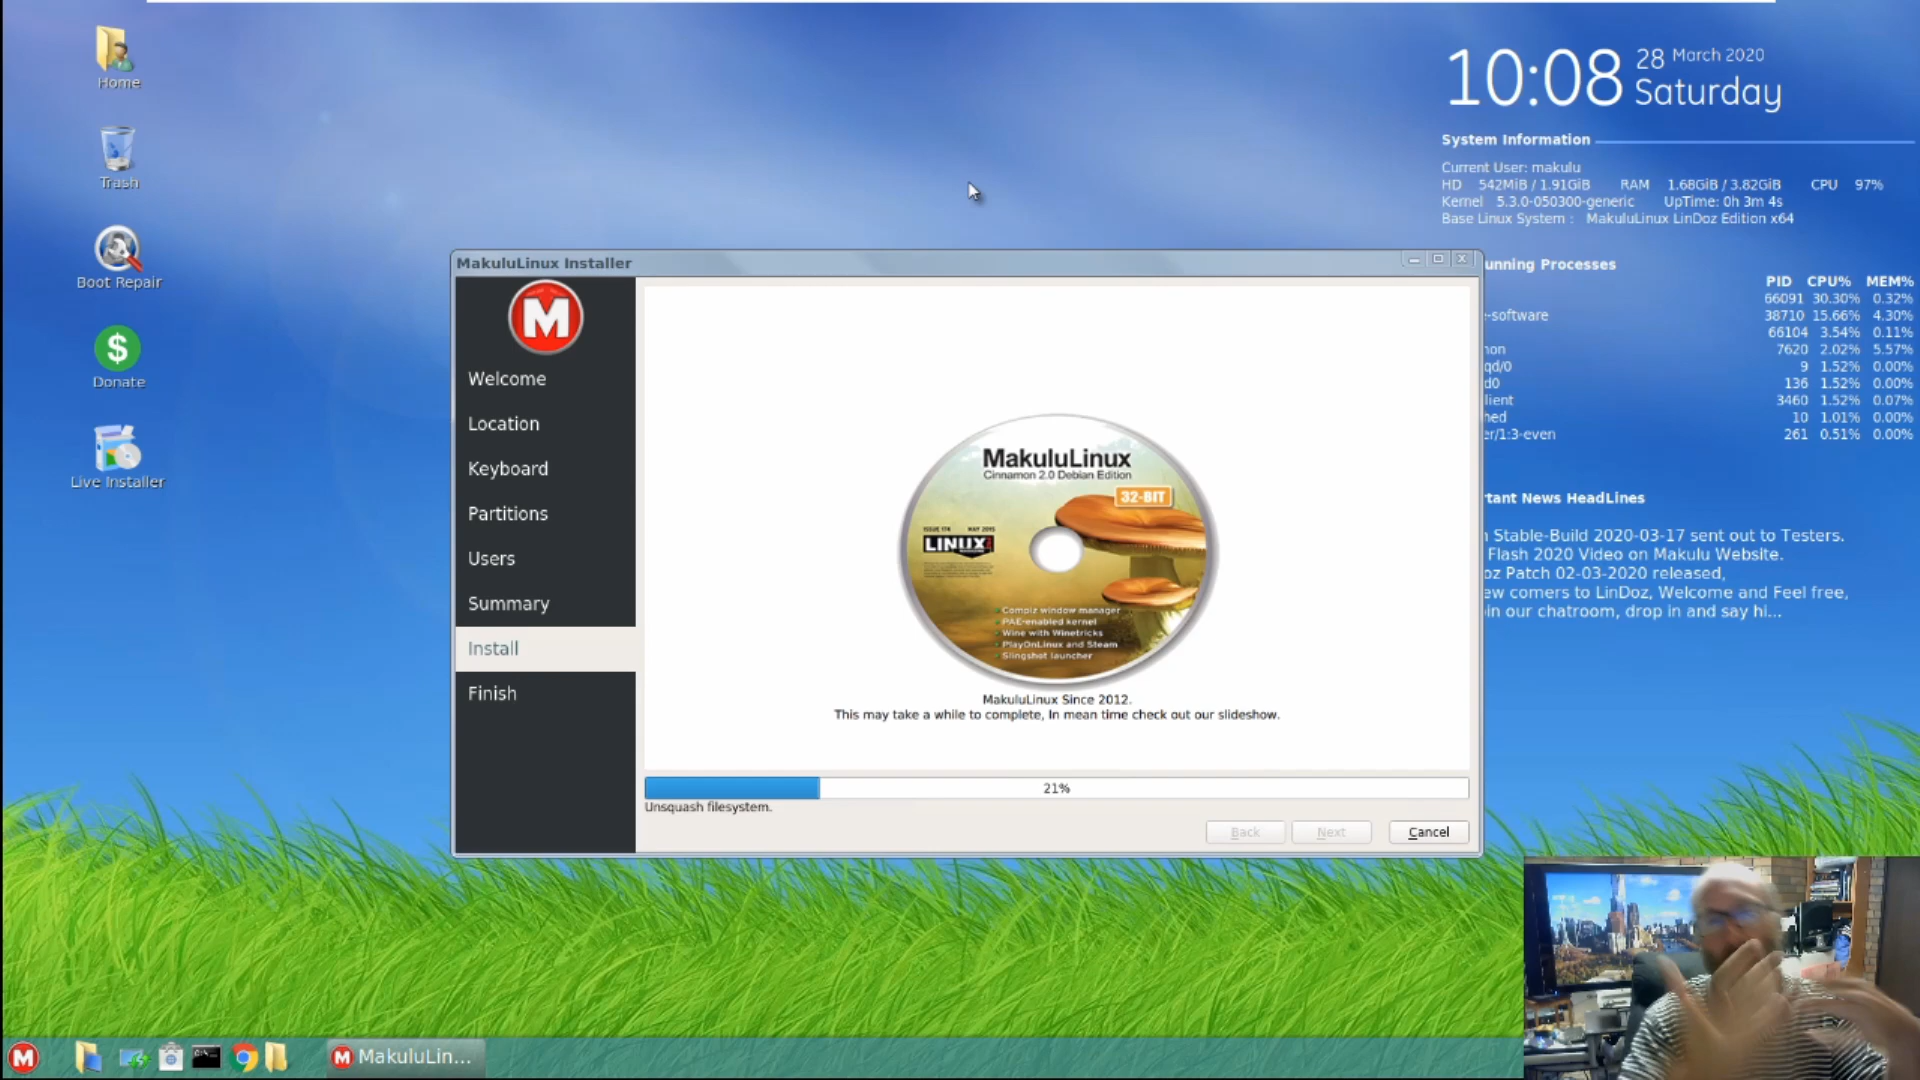 Home
Trash
Boot Repair
Donate
Live Installer
10:08
28 March 2020
Saturday
System Information
Current User: makulu
HD 542MiB / 1.91GiB RAM 1.68GiB / 3.82GiB CPU 97%
Kernel 5.3.0-050300-generic UpTime: 0h 3m 4s
Base Linux System : MakuluLinux LinDoz Edition x64
unning Processes
PID CPU% MEM%
66091 30.30% 0.32%
-software 38710 15.66% 4.30%
66104 3.54% 0.11%
non 7620 2.02% 5.57%
qd/0 9 1.52% 0.00%
d0 136 1.52% 0.00%
lient 3460 1.52% 0.07%
hed 10 1.01% 0.00%
er/1:3-even 261 0.51% 0.00%
rtant News HeadLines
n Stable-Build 2020-03-17 sent out to Testers.
Flash 2020 Video on Makulu Website.
oz Patch 02-03-2020 released,
ew comers to LinDoz, Welcome and Feel free,
in our chatroom, drop in and say hi...
MakuluLinux Installer
M
Welcome
Location
Keyboard
Partitions
Users
Summary
Install
Finish
MakuluLinux
Cinnamon 2.0 Debian Edition
32-BIT
ISSUE 174 MAY 2015
LINUX
Compiz window manager
PAE-enabled kernel
Wine with Winetricks
PlayOnLinux and Steam
Slingshot launcher
MakuluLinux Since 2012.
This may take a while to complete, In mean time check out our slideshow.
21%
Unsquash filesystem.
Back Next Cancel
M
M MakuluLin...